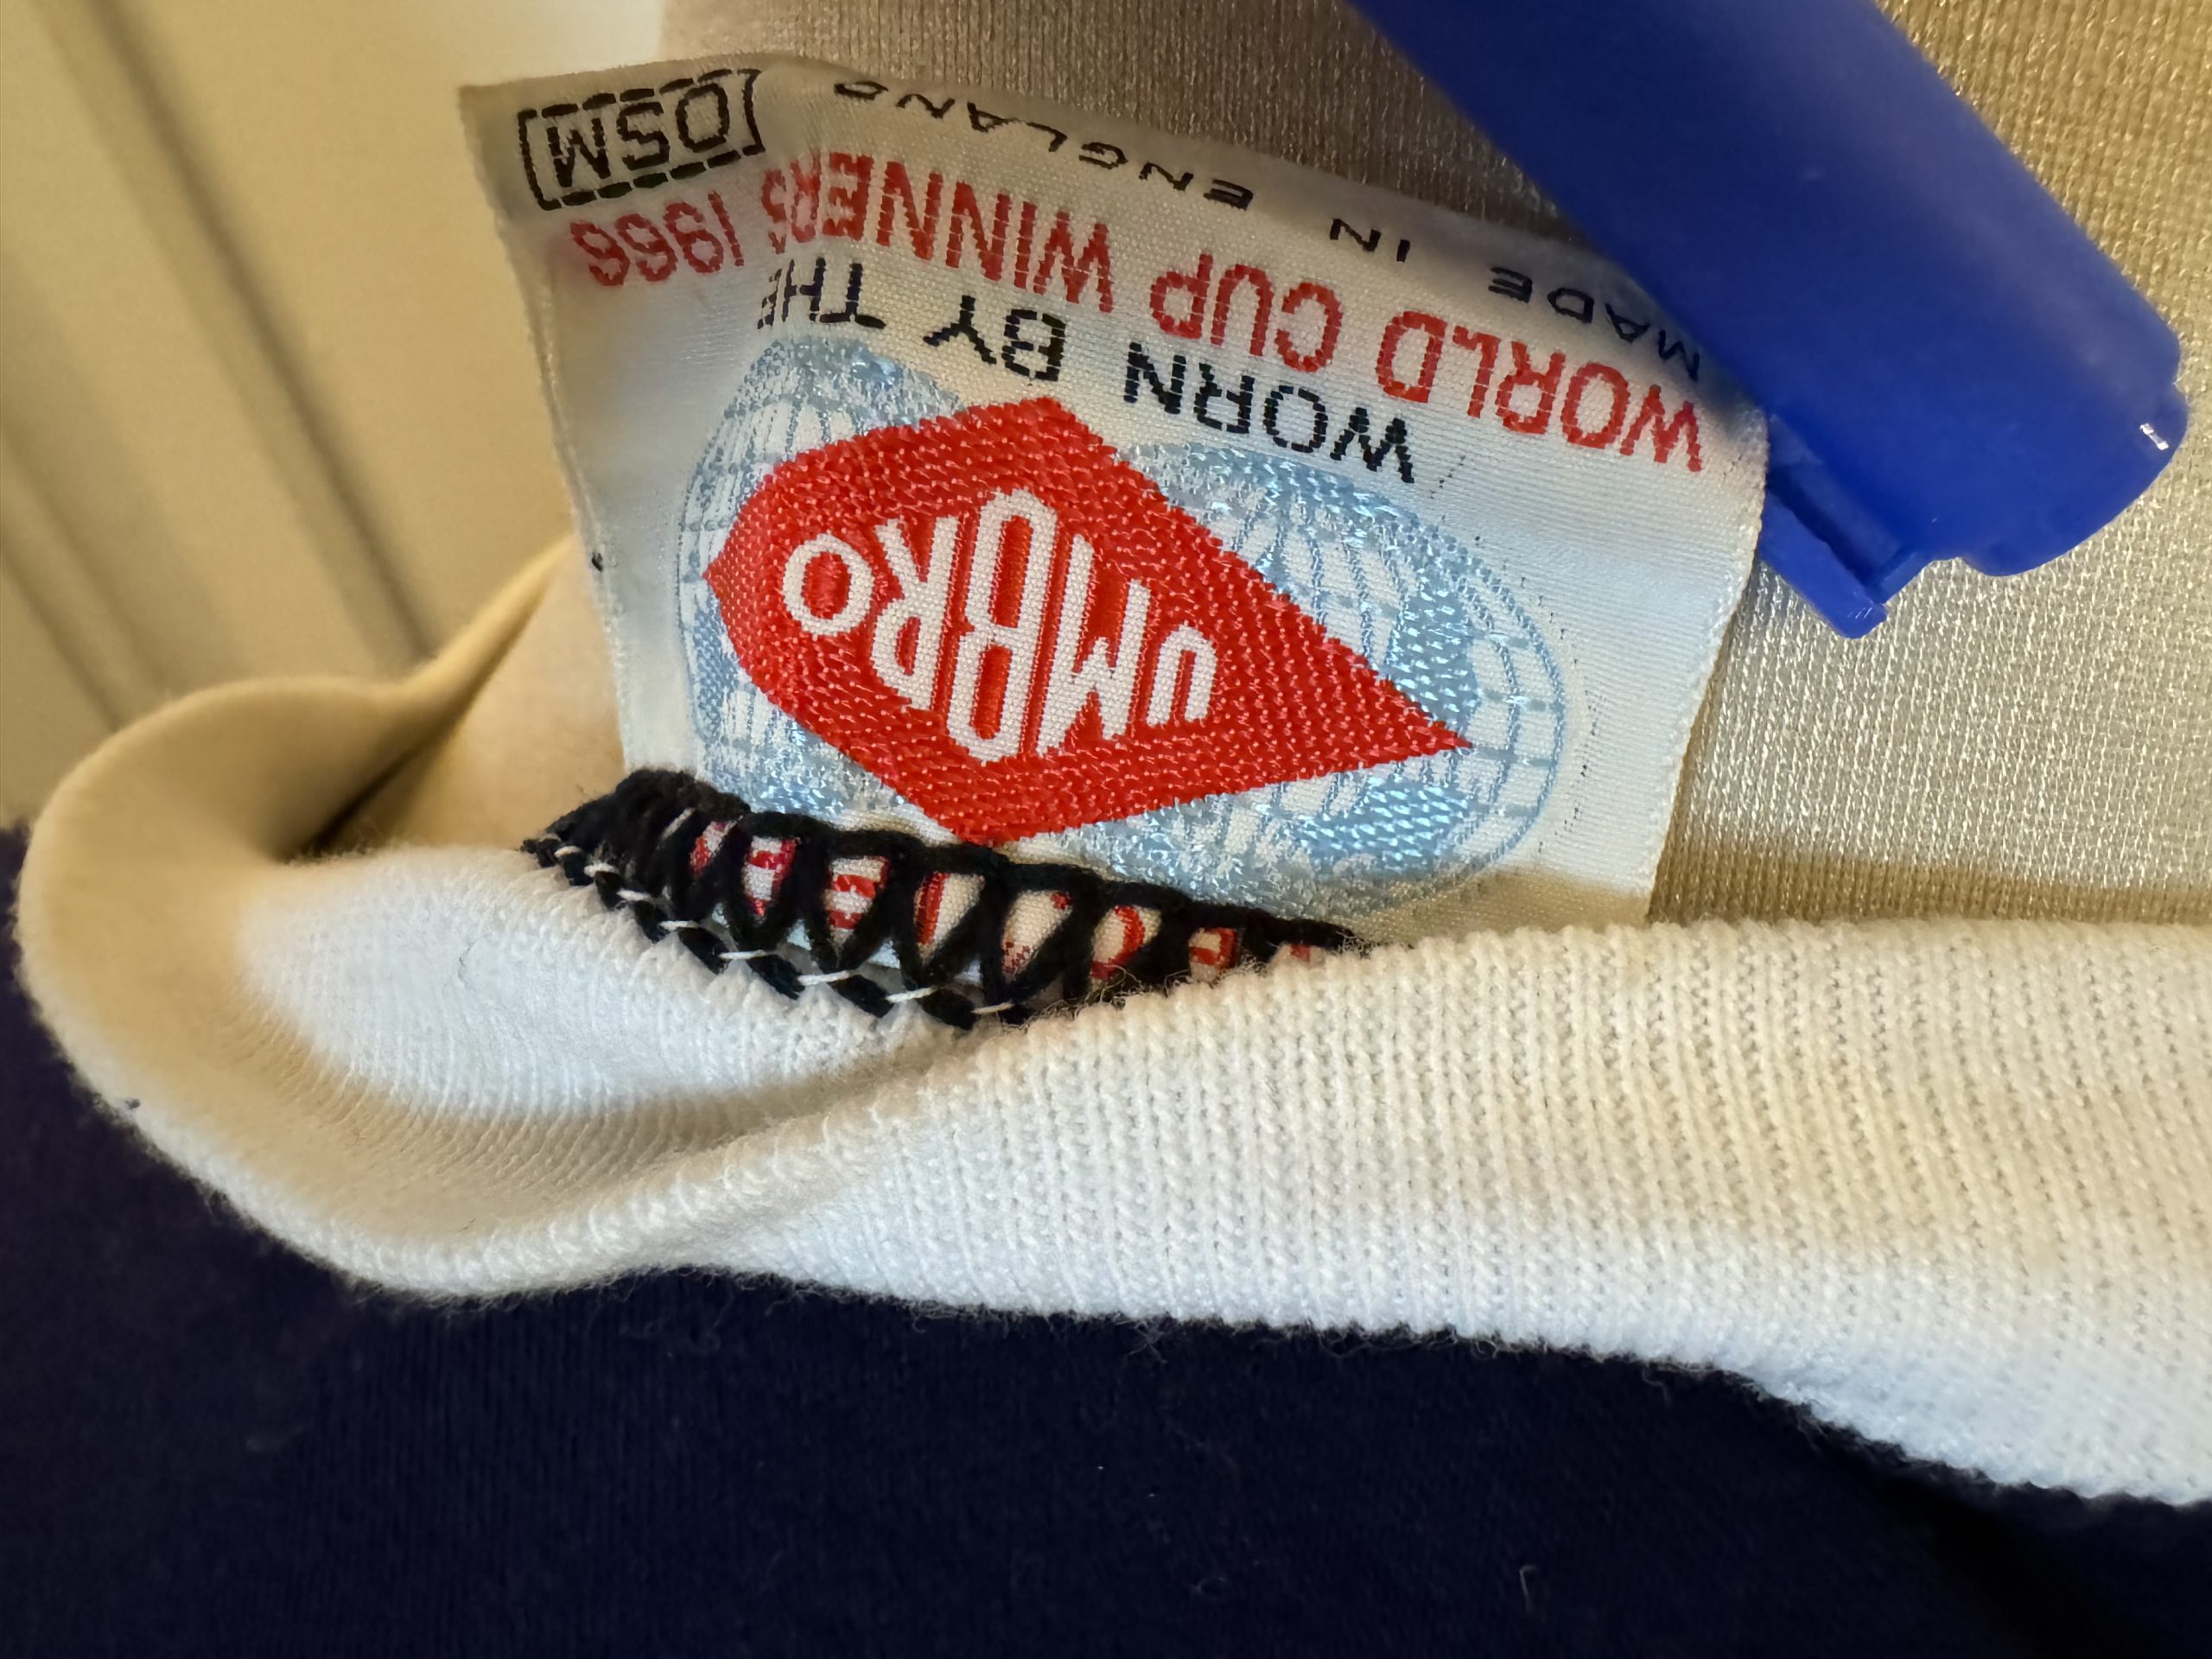 UMBRO
WORN BY THE
WORLD CUP WINNERS 1966
MADE IN ENGLAND
OSM